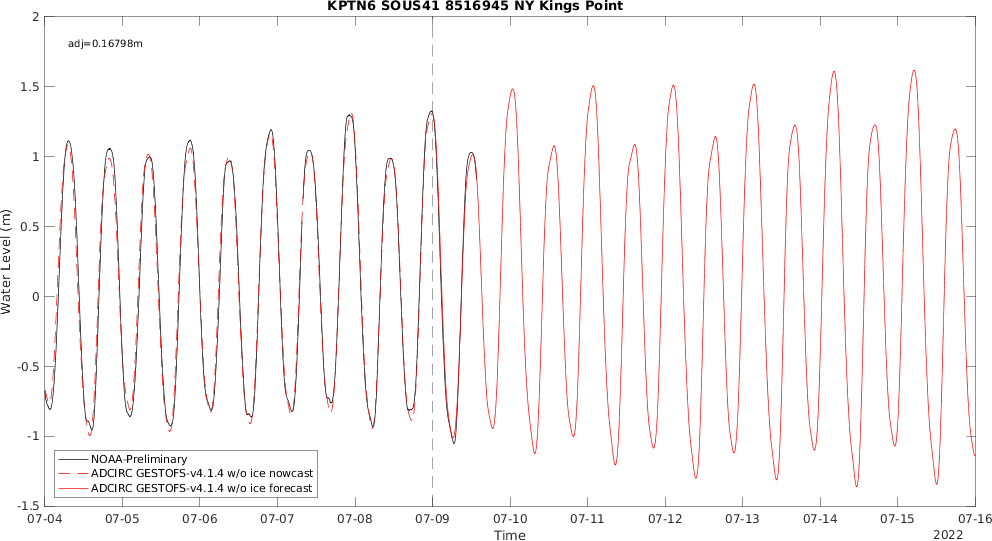 KPTN6 SOUS41 8516945 NY Kings Point
adj=0.16798m
Water Level (m)
2
1.5
1
0.5
0
-0.5
-1
-1.5
NOAA-Preliminary
ADCIRC GESTOFS-v4.1.4 w/o ice nowcast
ADCIRC GESTOFS-v4.1.4 w/o ice forecast
07-04 07-05 07-06 07-07 07-08 07-09 07-10 07-11 07-12 07-13 07-14 07-15 07-16
Time
2022